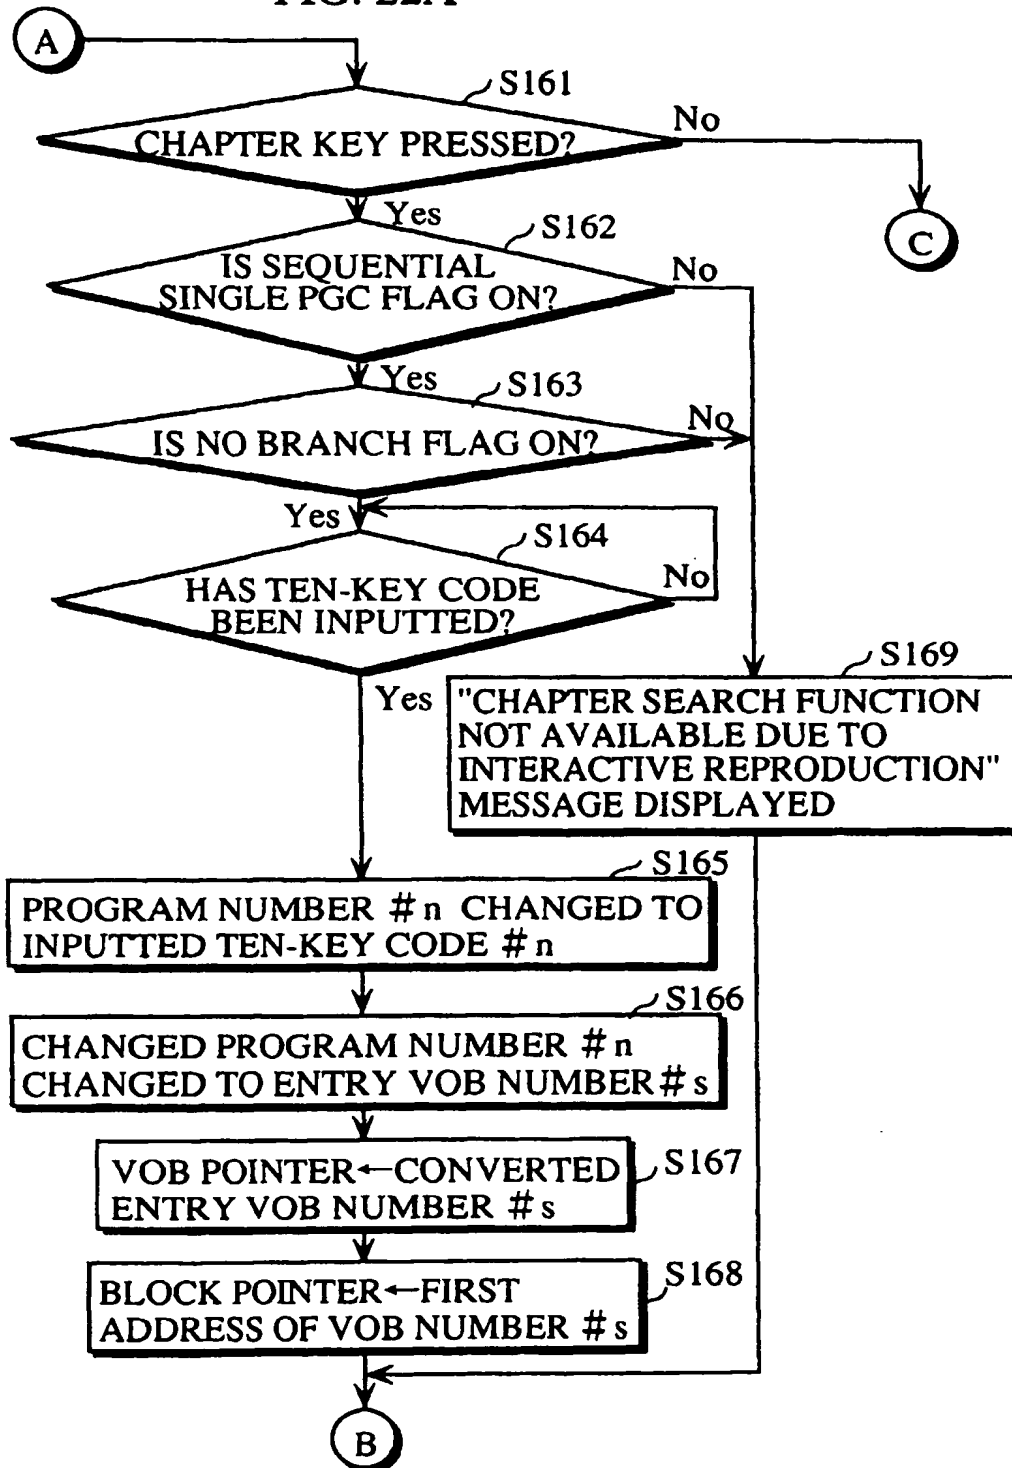 FIG. 22A
A
S161
CHAPTER KEY PRESSED?
No
C
Yes
S162
IS SEQUENTIAL
SINGLE PGC FLAG ON?
No
Yes
S163
IS NO BRANCH FLAG ON?
No
Yes
S164
HAS TEN-KEY CODE
BEEN INPUTTED?
No
Yes
S169
"CHAPTER SEARCH FUNCTION
NOT AVAILABLE DUE TO
INTERACTIVE REPRODUCTION"
MESSAGE DISPLAYED
S165
PROGRAM NUMBER #n CHANGED TO
INPUTTED TEN-KEY CODE #n
S166
CHANGED PROGRAM NUMBER #n
CHANGED TO ENTRY VOB NUMBER #s
S167
VOB POINTER←CONVERTED
ENTRY VOB NUMBER #s
S168
BLOCK POINTER←FIRST
ADDRESS OF VOB NUMBER #s
B